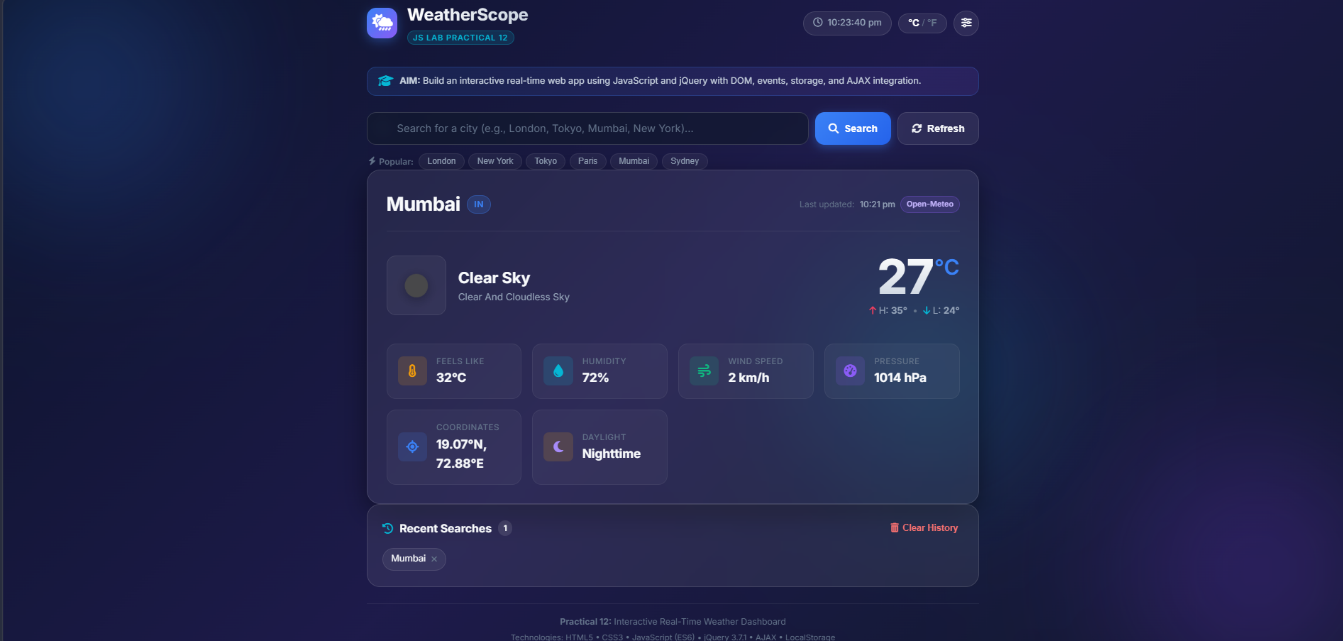 WeatherScope
JS LAB PRACTICAL 12
10:23:40 pm
°C / °F
AIM: Build an interactive real-time web app using JavaScript and jQuery with DOM, events, storage, and AJAX integration.
Search for a city (e.g., London, Tokyo, Mumbai, New York)...
Search
Refresh
Popular: London New York Tokyo Paris Mumbai Sydney
Mumbai IN
Last updated: 10:21 pm Open-Meteo
Clear Sky
Clear And Cloudless Sky
27°C
H: 35° • L: 24°
FEELS LIKE
32°C
HUMIDITY
72%
WIND SPEED
2 km/h
PRESSURE
1014 hPa
COORDINATES
19.07°N,
72.88°E
DAYLIGHT
Nighttime
Recent Searches 1
Clear History
Mumbai ×
Practical 12: Interactive Real-Time Weather Dashboard
Technologies: HTML5 • CSS3 • JavaScript (ES6) • jQuery 3.7.1 • AJAX • LocalStorage